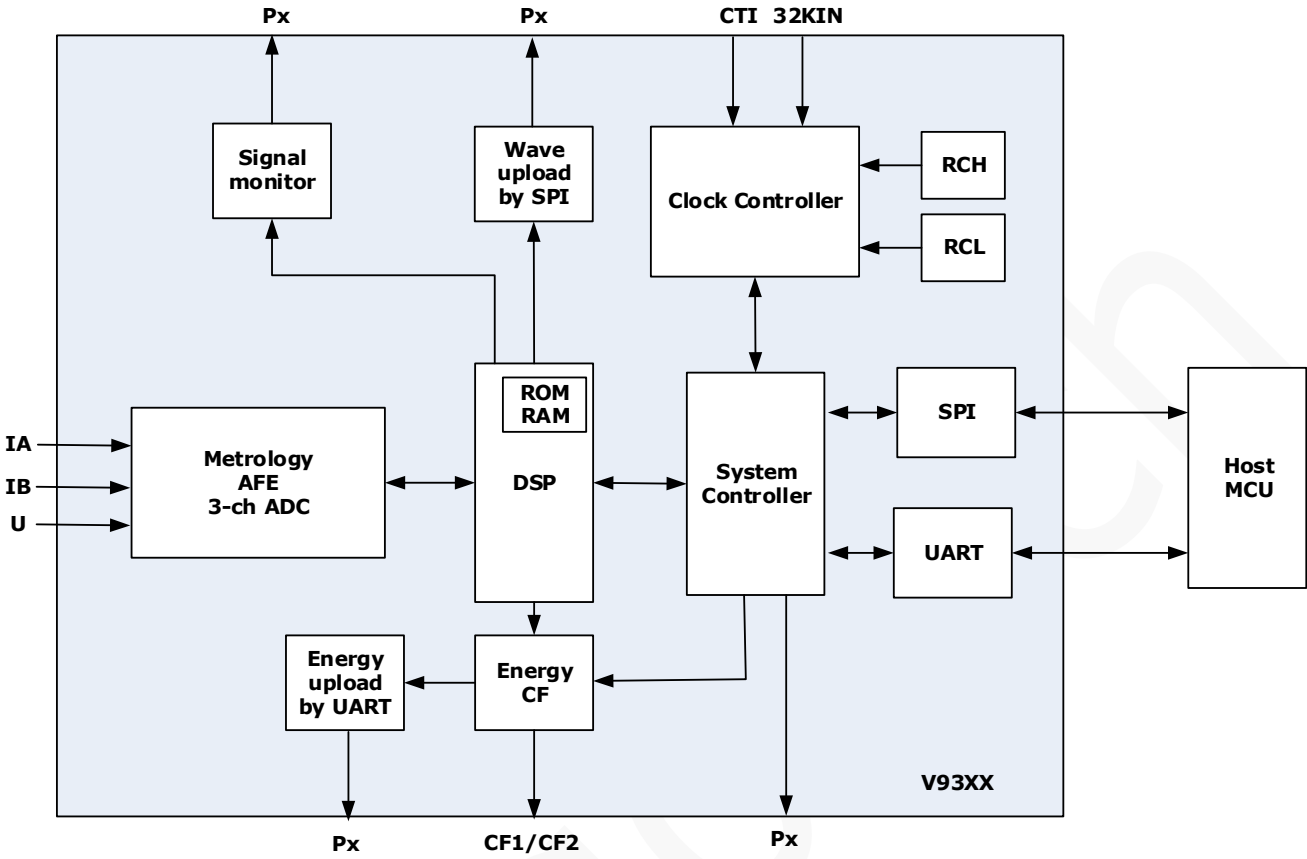 Px
Px
CTI 32KIN
Signal
monitor
Wave
upload
by SPI
Clock Controller
RCH
RCL
ROM
RAM
DSP
IA
IB
U
Metrology
AFE
3-ch ADC
System
Controller
SPI
UART
Host
MCU
Energy
upload
by UART
Energy
CF
V93XX
Px
CF1/CF2
Px